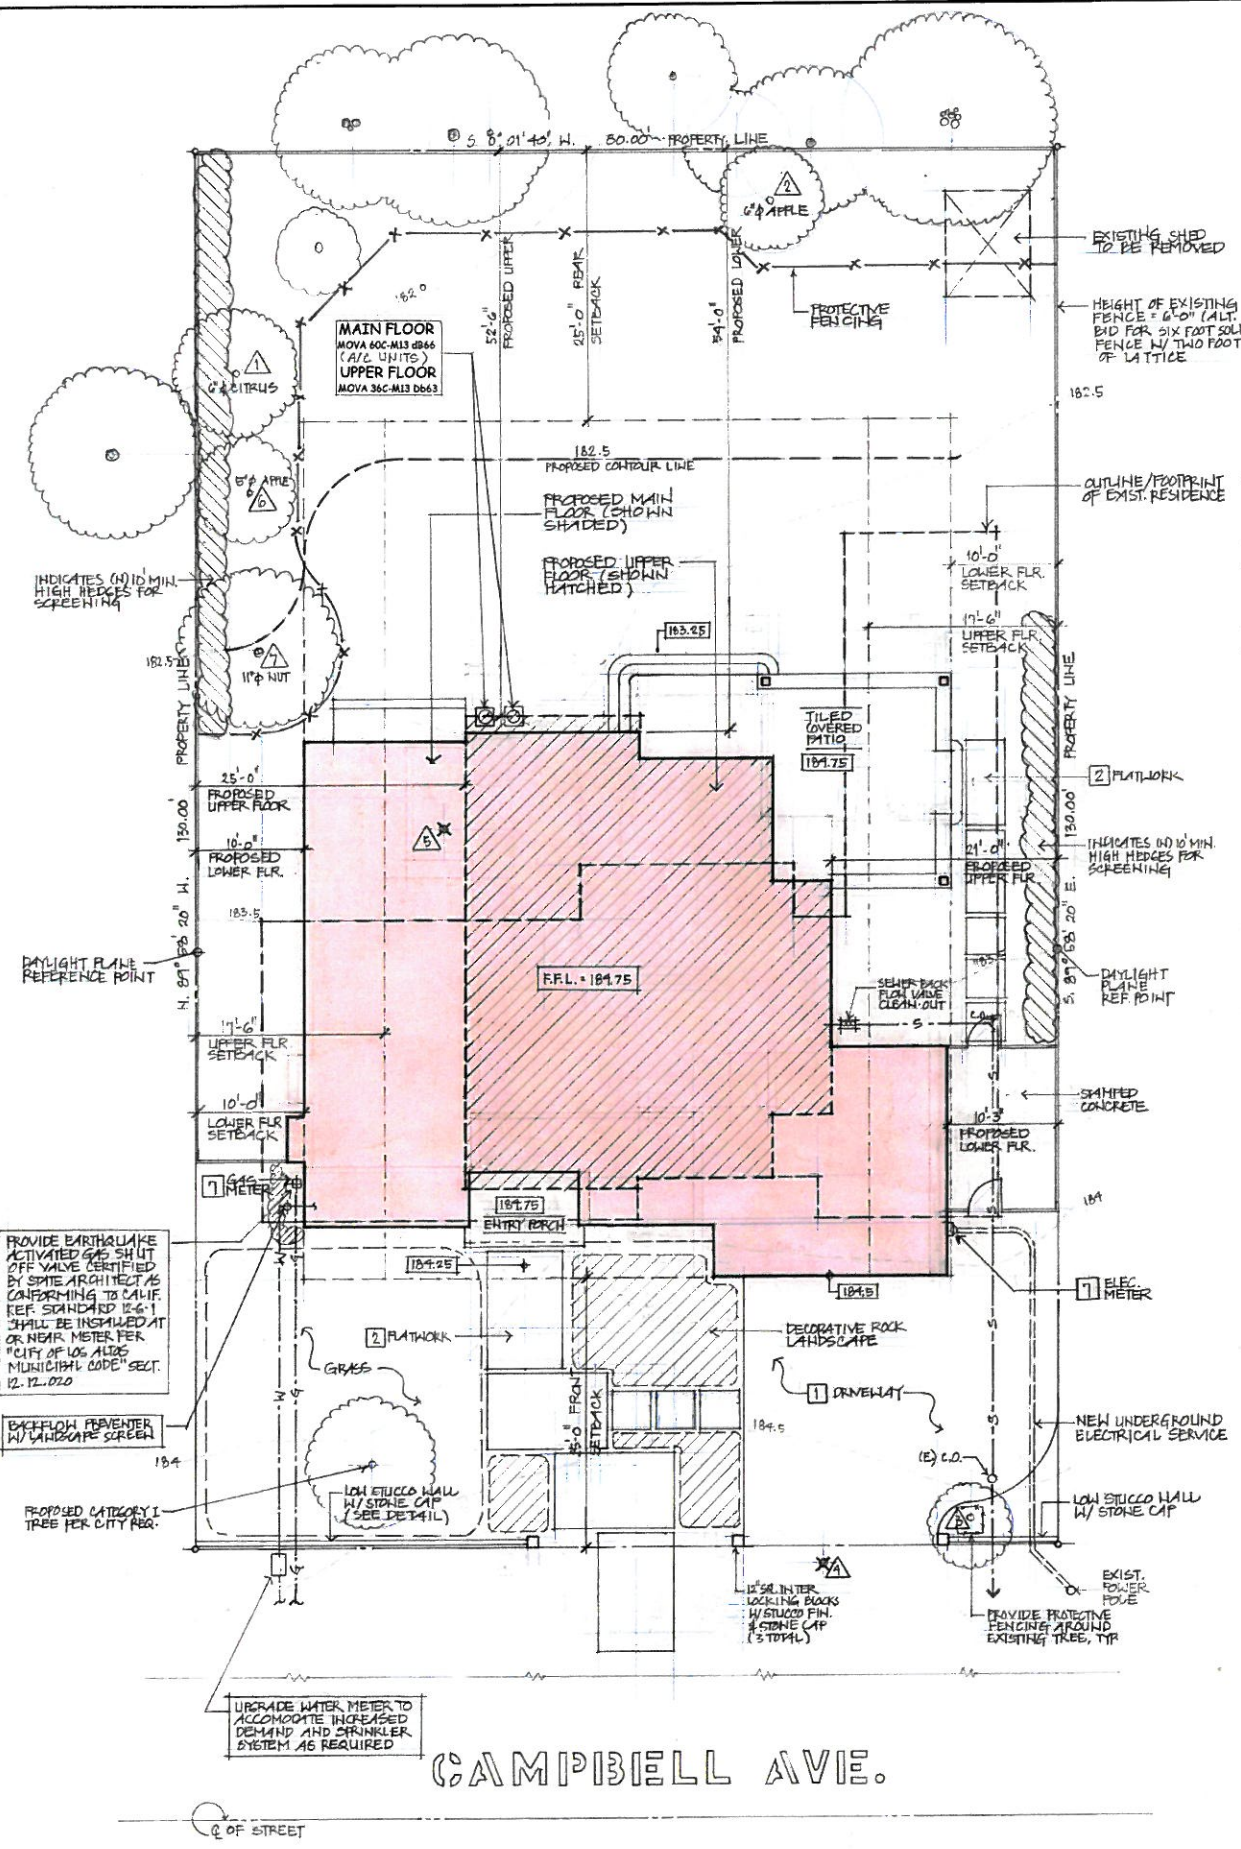 S. 8° 01' 40" W. 80.00' PROPERTY LINE
2
6"φ APPLE
EXISTING SHED
TO BE REMOVED
PROTECTIVE
FENCING
HEIGHT OF EXISTING
FENCE = 6'-0" (ALT.
BID FOR SIX FOOT SOLI
FENCE W/ TWO FOOT
OF LATTICE
182.5
52'-6"
PROPOSED UPPER
25'-0" REAR
SETBACK
54'-0"
PROPOSED LOWER
MAIN FLOOR
MOVA 60C-M13 dB66
(A/C UNITS)
UPPER FLOOR
MOVA 36C-M13 Db63
1
6"φ CITRUS
5"φ APPLE
6
182.5
PROPOSED CONTOUR LINE
PROPOSED MAIN
FLOOR (SHOWN
SHADED)
PROPOSED UPPER
FLOOR (SHOWN
HATCHED)
OUTLINE/FOOTPRINT
OF EXIST. RESIDENCE
10'-0"
LOWER FLR.
SETBACK
17'-6"
UPPER FLR
SETBACK
INDICATES (N) 10' MIN.
HIGH HEDGES FOR
SCREENING
7
11"φ NUT
182.5
183.25
PROPERTY LINE
130.00'
N. 89° 58' 20" W.
PROPERTY LINE
130.00'
S. 89° 58' 20" E.
TILED
COVERED
PATIO
184.75
2 FLATWORK
25'-0"
PROPOSED
UPPER FLOOR
10'-0"
PROPOSED
LOWER FLR.
5
21'-0"
PROPOSED
UPPER FLR.
INDICATES (N) 10' MIN.
HIGH HEDGES FOR
SCREENING
183.5
DAYLIGHT PLANE
REFERENCE POINT
F.F.L. = 184.75
SEWER BACK
FLOW VALVE
CLEAN-OUT
S
C.O.
DAYLIGHT
PLANE
REF. POINT
17'-6"
UPPER FLR
SETBACK
10'-0"
LOWER FLR
SETBACK
STAMPED
CONCRETE
10'-3"
PROPOSED
LOWER FLR.
184
7 GAS
METER
184.75
ENTRY PORCH
PROVIDE EARTHQUAKE
ACTIVATED GAS SHUT
OFF VALVE CERTIFIED
BY STATE ARCHITECT AS
CONFORMING TO CALIF.
REF. STANDARD 12-6-1
SHALL BE INSTALLED AT
OR NEAR METER PER
"CITY OF LOS ALTOS
MUNICIPAL CODE" SECT.
12.12.020
184.25
184.5
7 ELEC.
METER
2 FLATWORK
GRASS
DECORATIVE ROCK
LANDSCAPE
1 DRIVEWAY
25'-0" FRONT
SETBACK
184.5
BACKFLOW PREVENTER
W/ LANDSCAPE SCREEN
184
NEW UNDERGROUND
ELECTRICAL SERVICE
(E) C.O.
PROPOSED CATEGORY I
TREE PER CITY REQ.
LOW STUCCO WALL
W/ STONE CAP
(SEE DETAIL)
LOW STUCCO WALL
W/ STONE CAP
3
4
12" SQ. INTER
LOCKING BLOCKS
W/ STUCCO FIN.
& STONE CAP
(3 TOTAL)
EXIST.
POWER
POLE
PROVIDE PROTECTIVE
FENCING AROUND
EXISTING TREE, TYP
UPGRADE WATER METER TO
ACCOMODATE INCREASED
DEMAND AND SPRINKLER
SYSTEM AS REQUIRED
CAMPBELL AVE.
℄ OF STREET